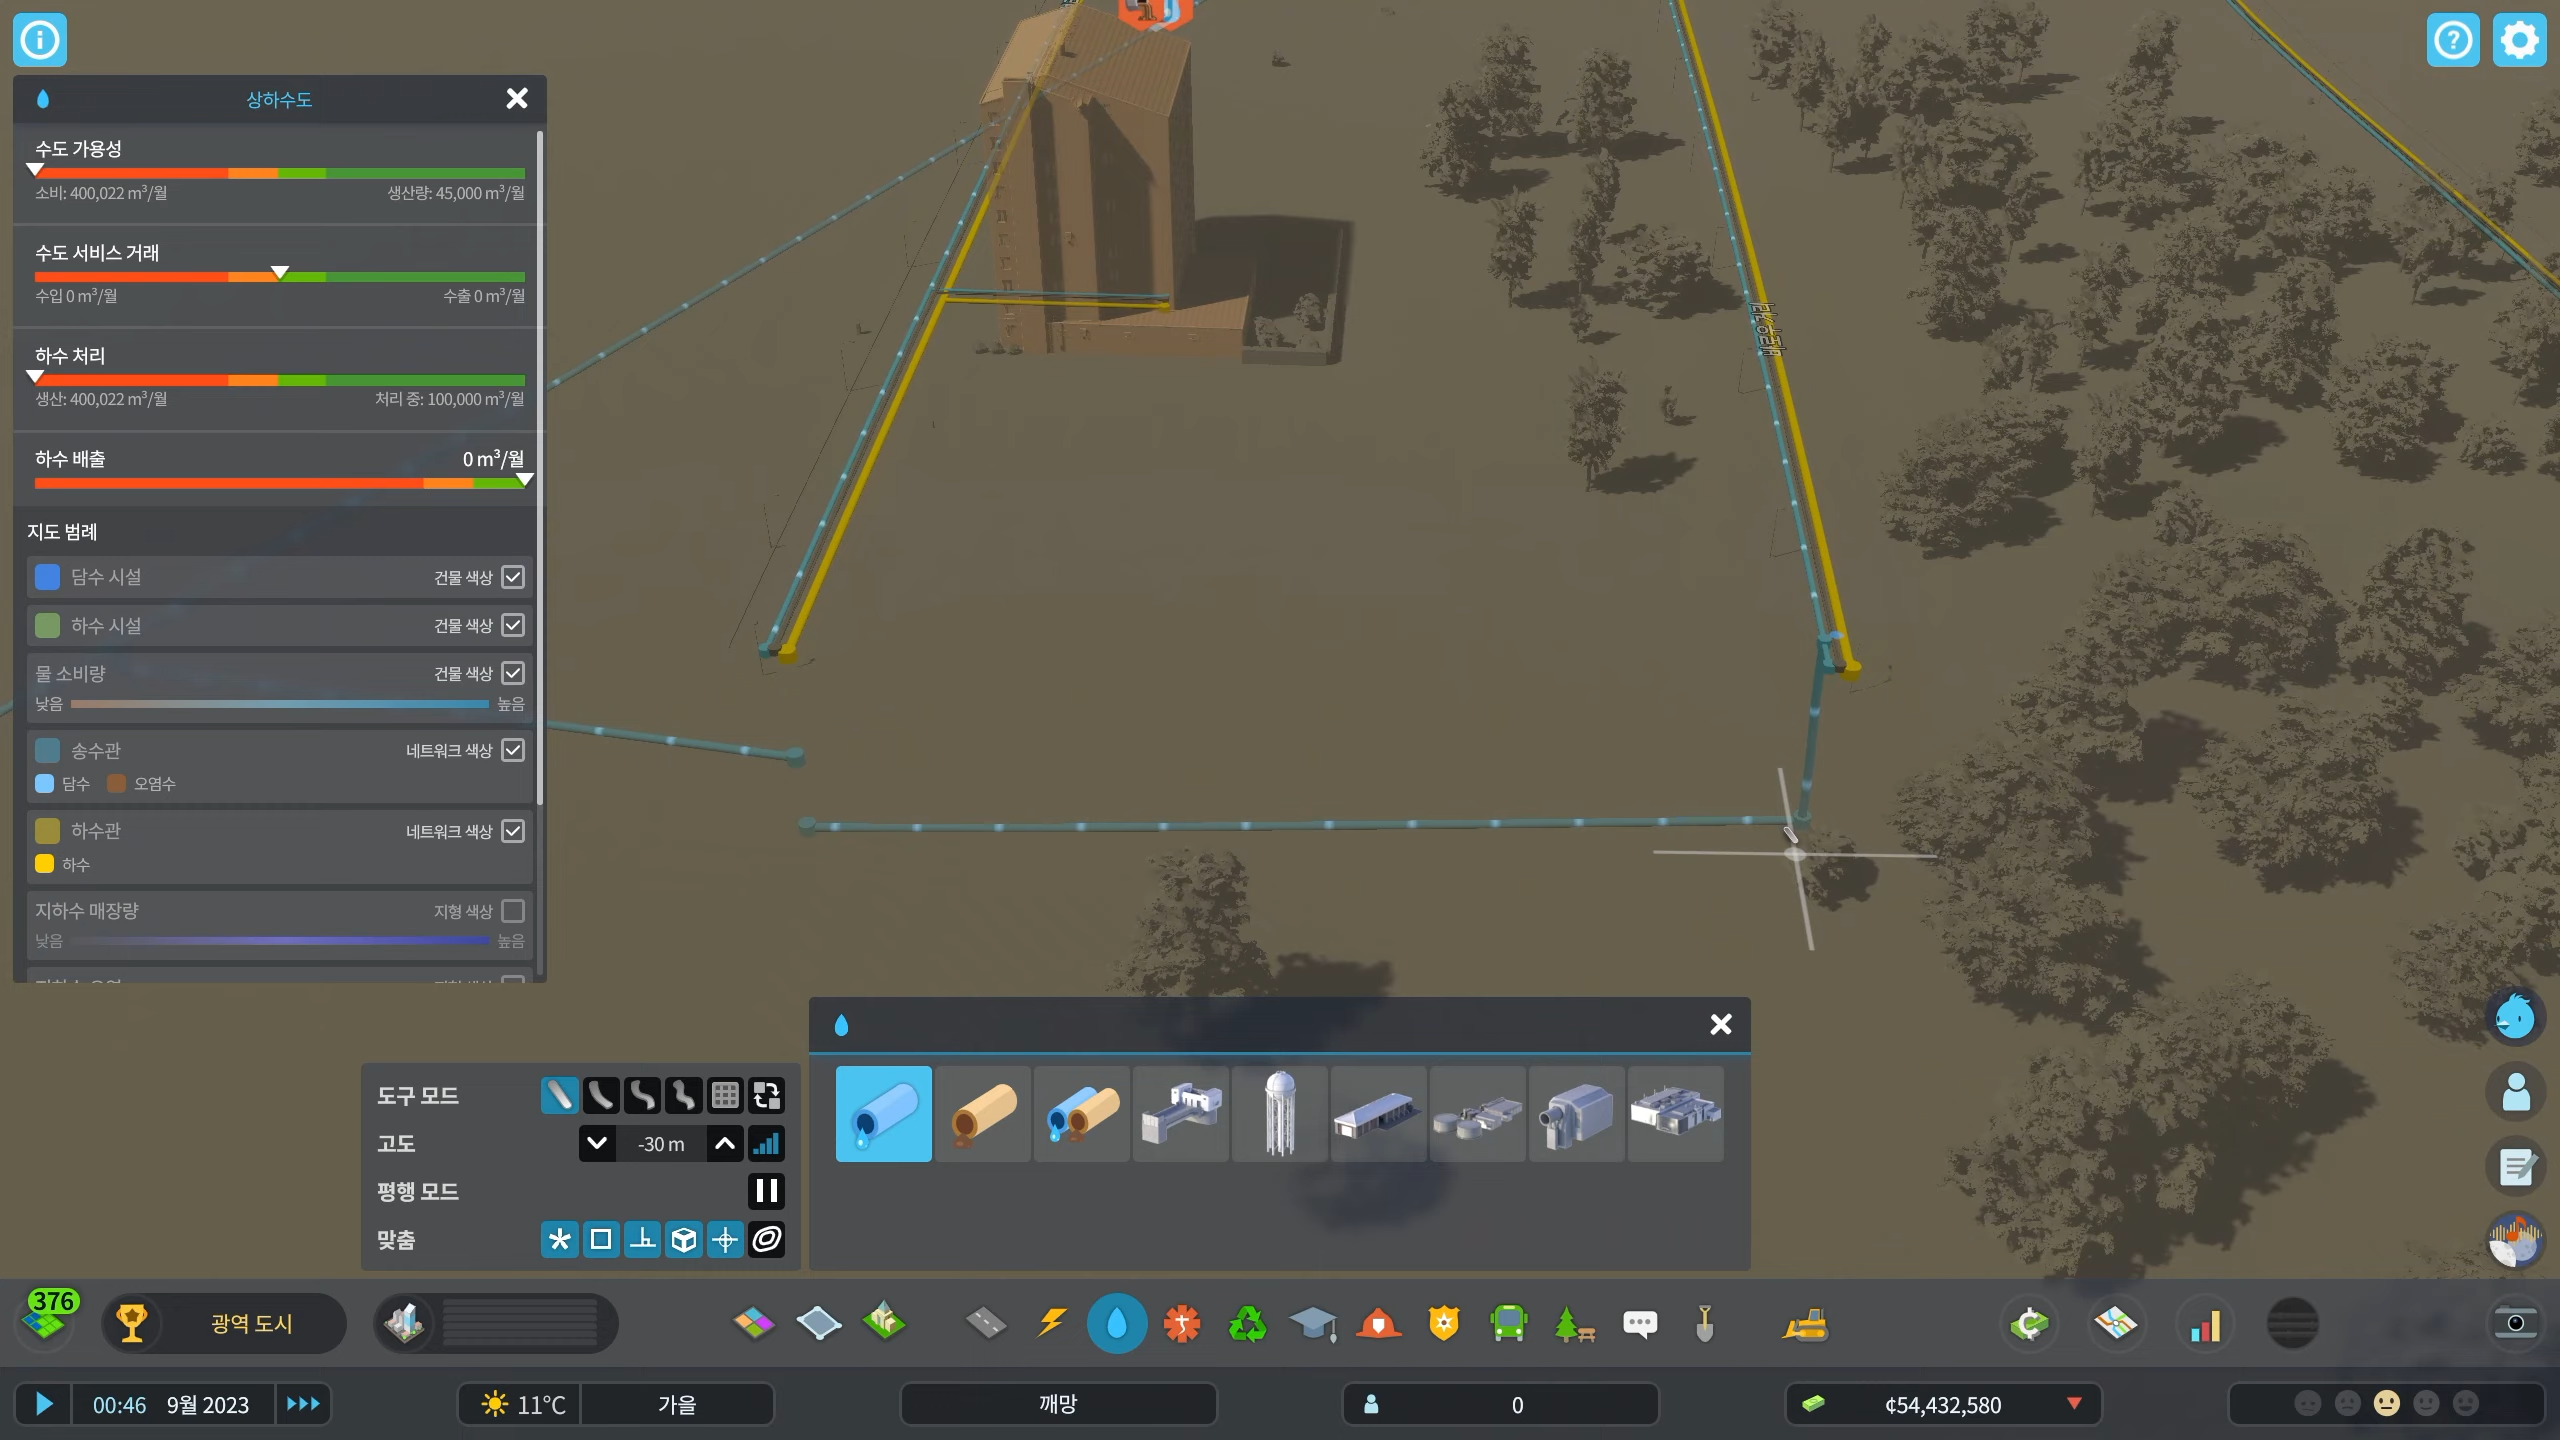 상하수도
수도 가용성
소비: 400,022 m³/월 생산량: 45,000 m³/월
수도 서비스 거래
수입 0 m³/월 수출 0 m³/월
하수 처리
생산: 400,022 m³/월 처리 중: 100,000 m³/월
하수 배출 0 m³/월
지도 범례
담수 시설 건물 색상
하수 시설 건물 색상
물 소비량 건물 색상
낮음 높음
송수관 네트워크 색상
담수 오염수
하수관 네트워크 색상
하수
지하수 매장량 지형 색상
낮음 높음
도구 모드
고도 -30 m
평행 모드
맞춤
376
광역 도시
00:46 9월 2023
11°C 가을
깨망
0
¢54,432,580